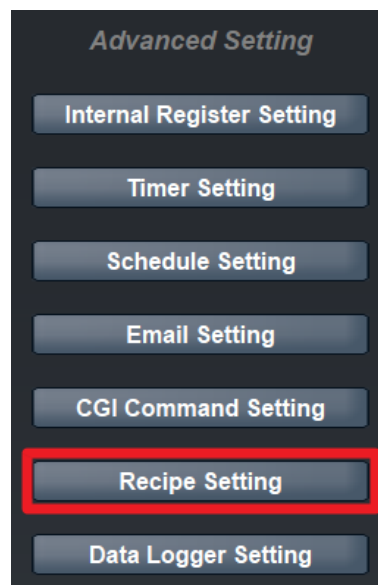 Advanced Setting
Internal Register Setting
Timer Setting
Schedule Setting
Email Setting
CGI Command Setting
Recipe Setting
Data Logger Setting